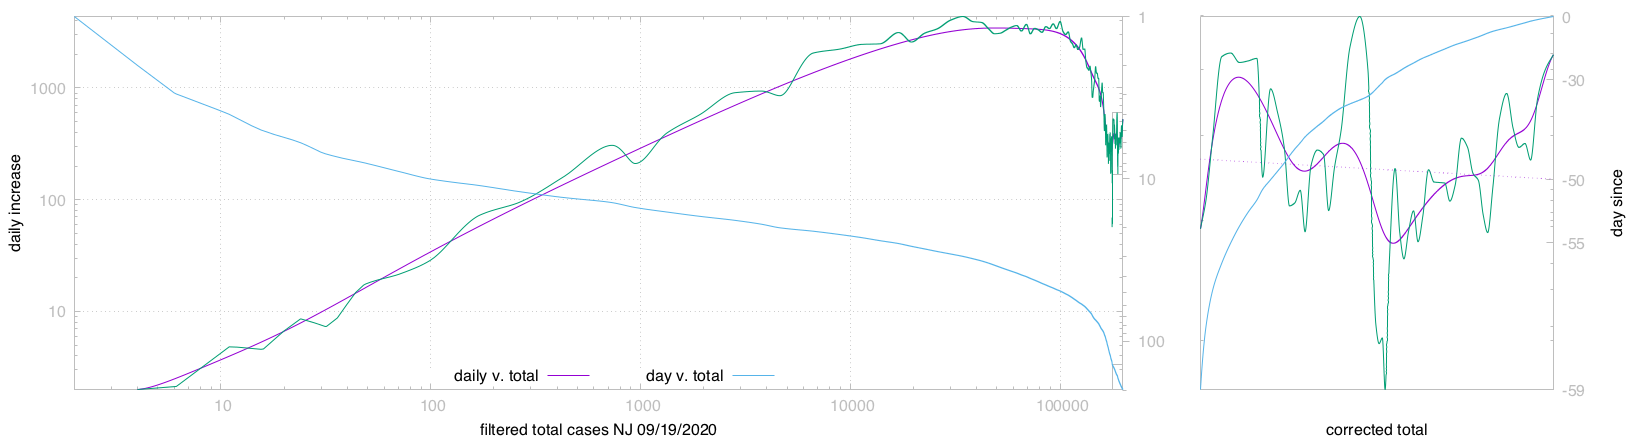 1000
100
10
daily increase
10
100
1000
10000
100000
filtered total cases NJ 09/19/2020
daily v. total
day v. total
1
10
100
0
-30
-50
-55
-59
day since
corrected total